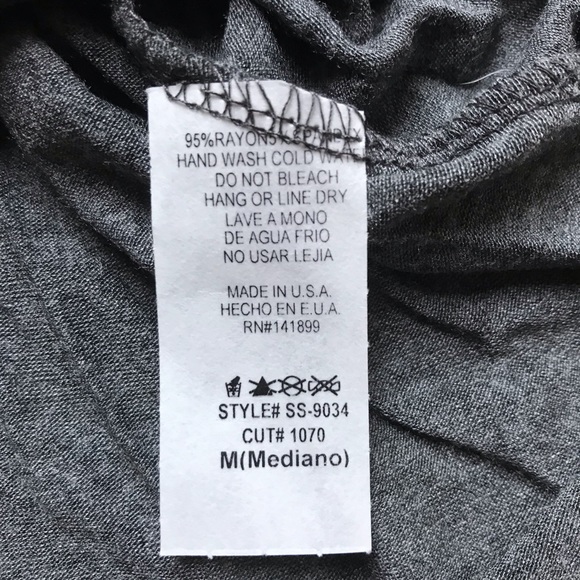 95%RAYON5%
HAND WASH COLD
DO NOT BLEACH
HANG OR LINE DRY
LAVE A MONO
DE AGUA FRIO
NO USAR LEJIA
MADE IN U.S.A.
HECHO EN E.U.A.
RN#141899
STYLE# SS-9034
CUT# 1070
M(Mediano)